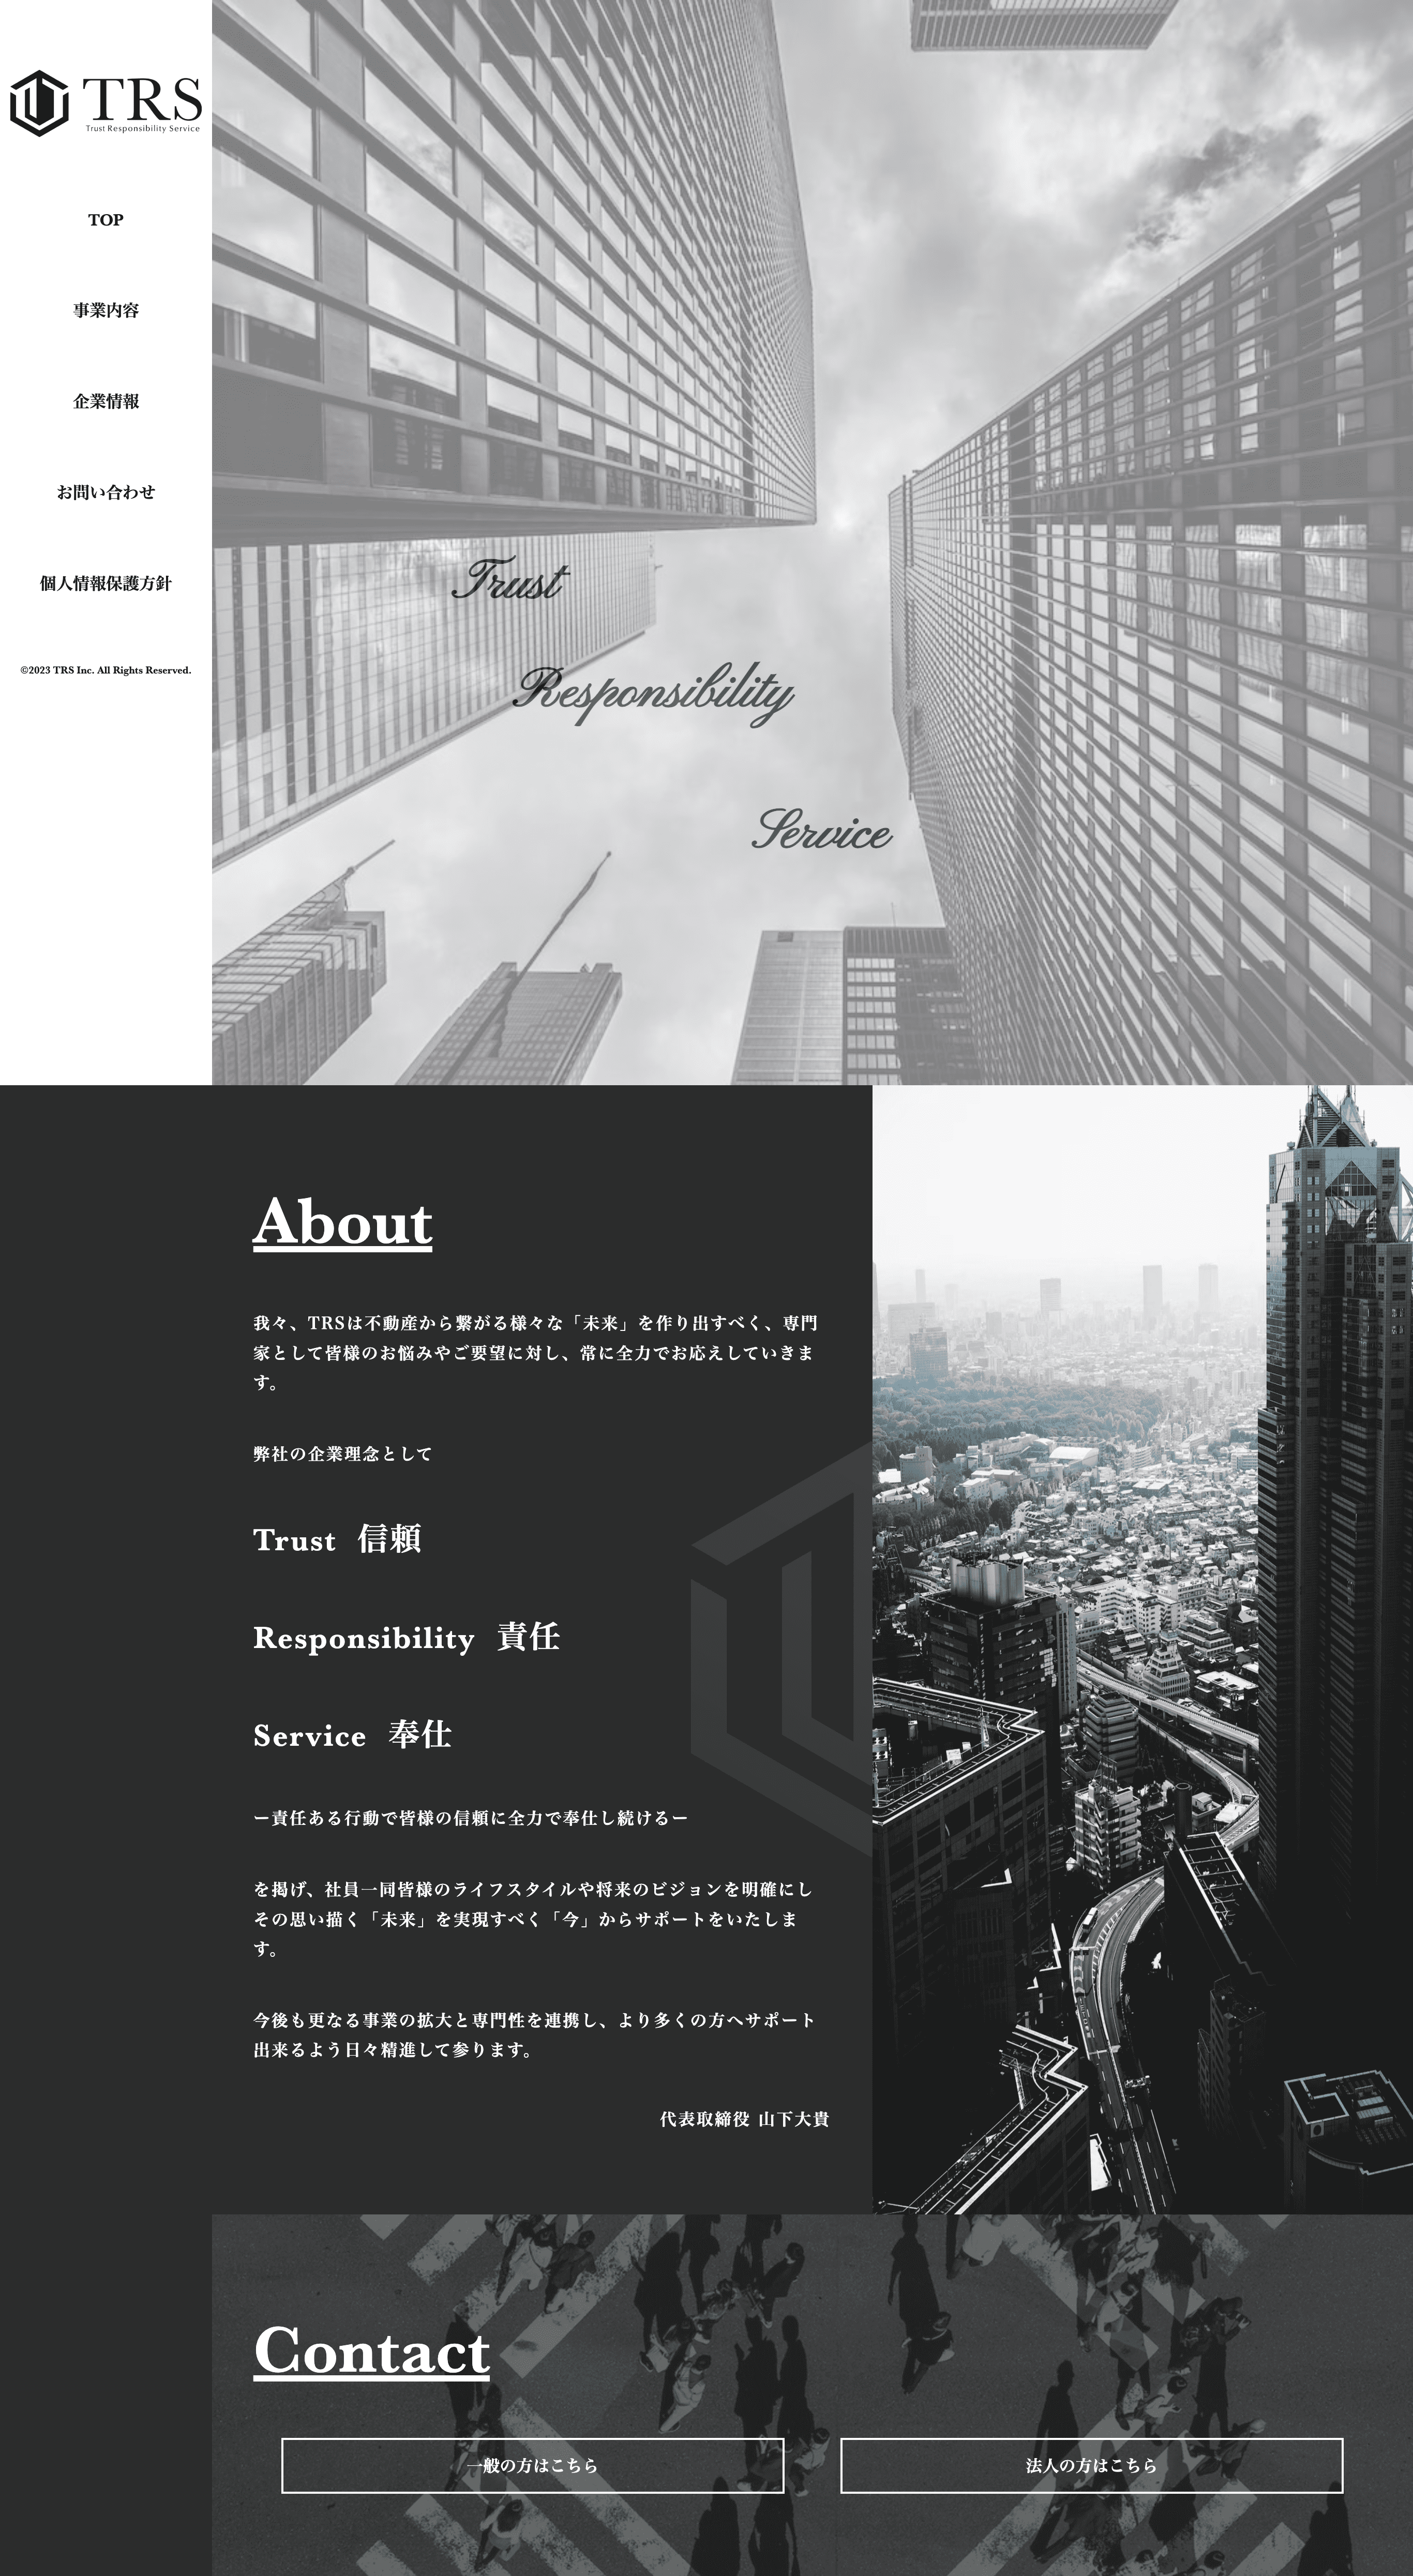 TRS
Trust Responsibility Service
TOP
事業内容
企業情報
お問い合わせ
個人情報保護方針
©2023 TRS Inc. All Rights Reserved.
Trust
Responsibility
Service
About
我々、TRSは不動産から繋がる様々な「未来」を作り出すべく、専門
家として皆様のお悩みやご要望に対し、常に全力でお応えしていきま
す。
弊社の企業理念として
Trust 信頼
Responsibility 責任
Service 奉仕
ー責任ある行動で皆様の信頼に全力で奉仕し続けるー
を掲げ、社員一同皆様のライフスタイルや将来のビジョンを明確にし
その思い描く「未来」を実現すべく「今」からサポートをいたしま
す。
今後も更なる事業の拡大と専門性を連携し、より多くの方へサポート
出来るよう日々精進して参ります。
代表取締役 山下大貴
Contact
一般の方はこちら
法人の方はこちら